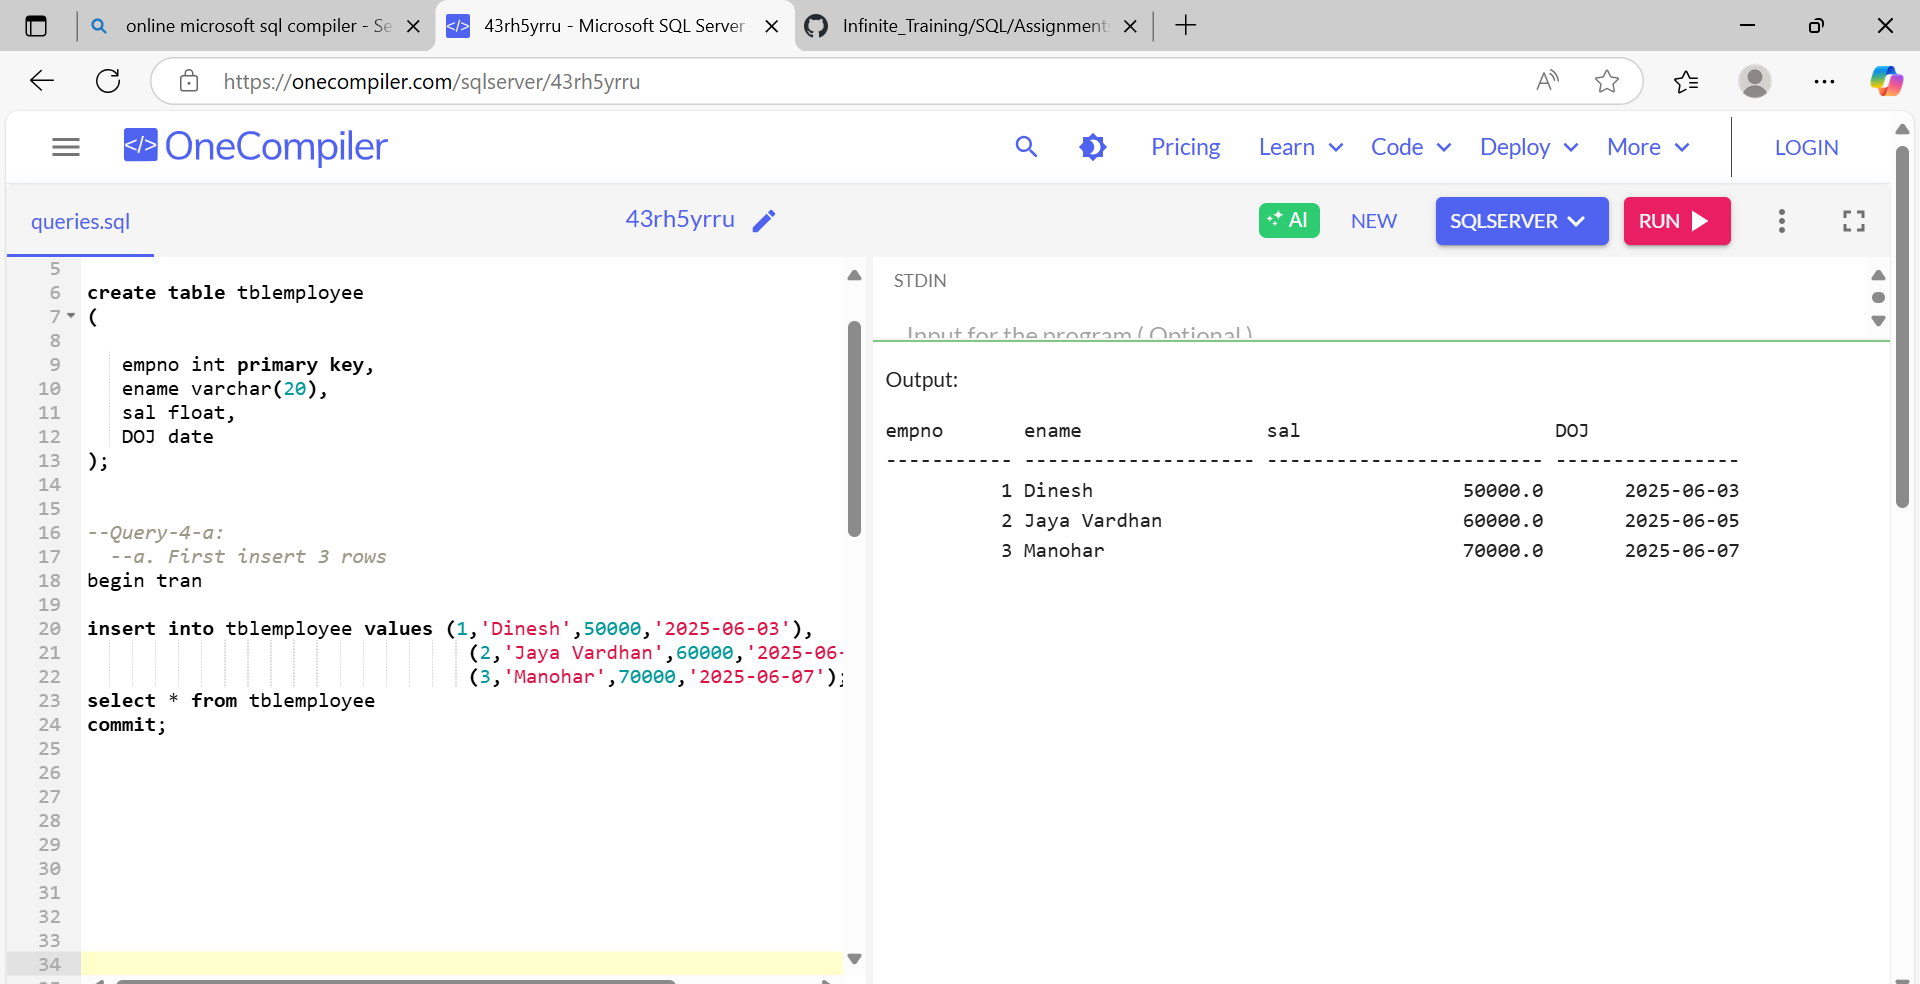 online microsoft sql compiler - Se
43rh5yrru - Microsoft SQL Server
Infinite_Training/SQL/Assignment
https://onecompiler.com/sqlserver/43rh5yrru
</> OneCompiler
Pricing
Learn
Code
Deploy
More
LOGIN
queries.sql
43rh5yrru
AI
NEW
SQLSERVER
RUN
5
6 create table tblemployee
7 (
8
9 empno int primary key,
10 ename varchar(20),
11 sal float,
12 DOJ date
13 );
14
15
16 --Query-4-a:
17 --a. First insert 3 rows
18 begin tran
19
20 insert into tblemployee values (1,'Dinesh',50000,'2025-06-03'),
21 (2,'Jaya Vardhan',60000,'2025-06-
22 (3,'Manohar',70000,'2025-06-07');
23 select * from tblemployee
24 commit;
25
26
27
28
29
30
31
32
33
34
STDIN
Input for the program ( Optional )
Output:
empno ename sal DOJ
----------- -------------------- ------------------------ ----------------
1 Dinesh 50000.0 2025-06-03
2 Jaya Vardhan 60000.0 2025-06-05
3 Manohar 70000.0 2025-06-07